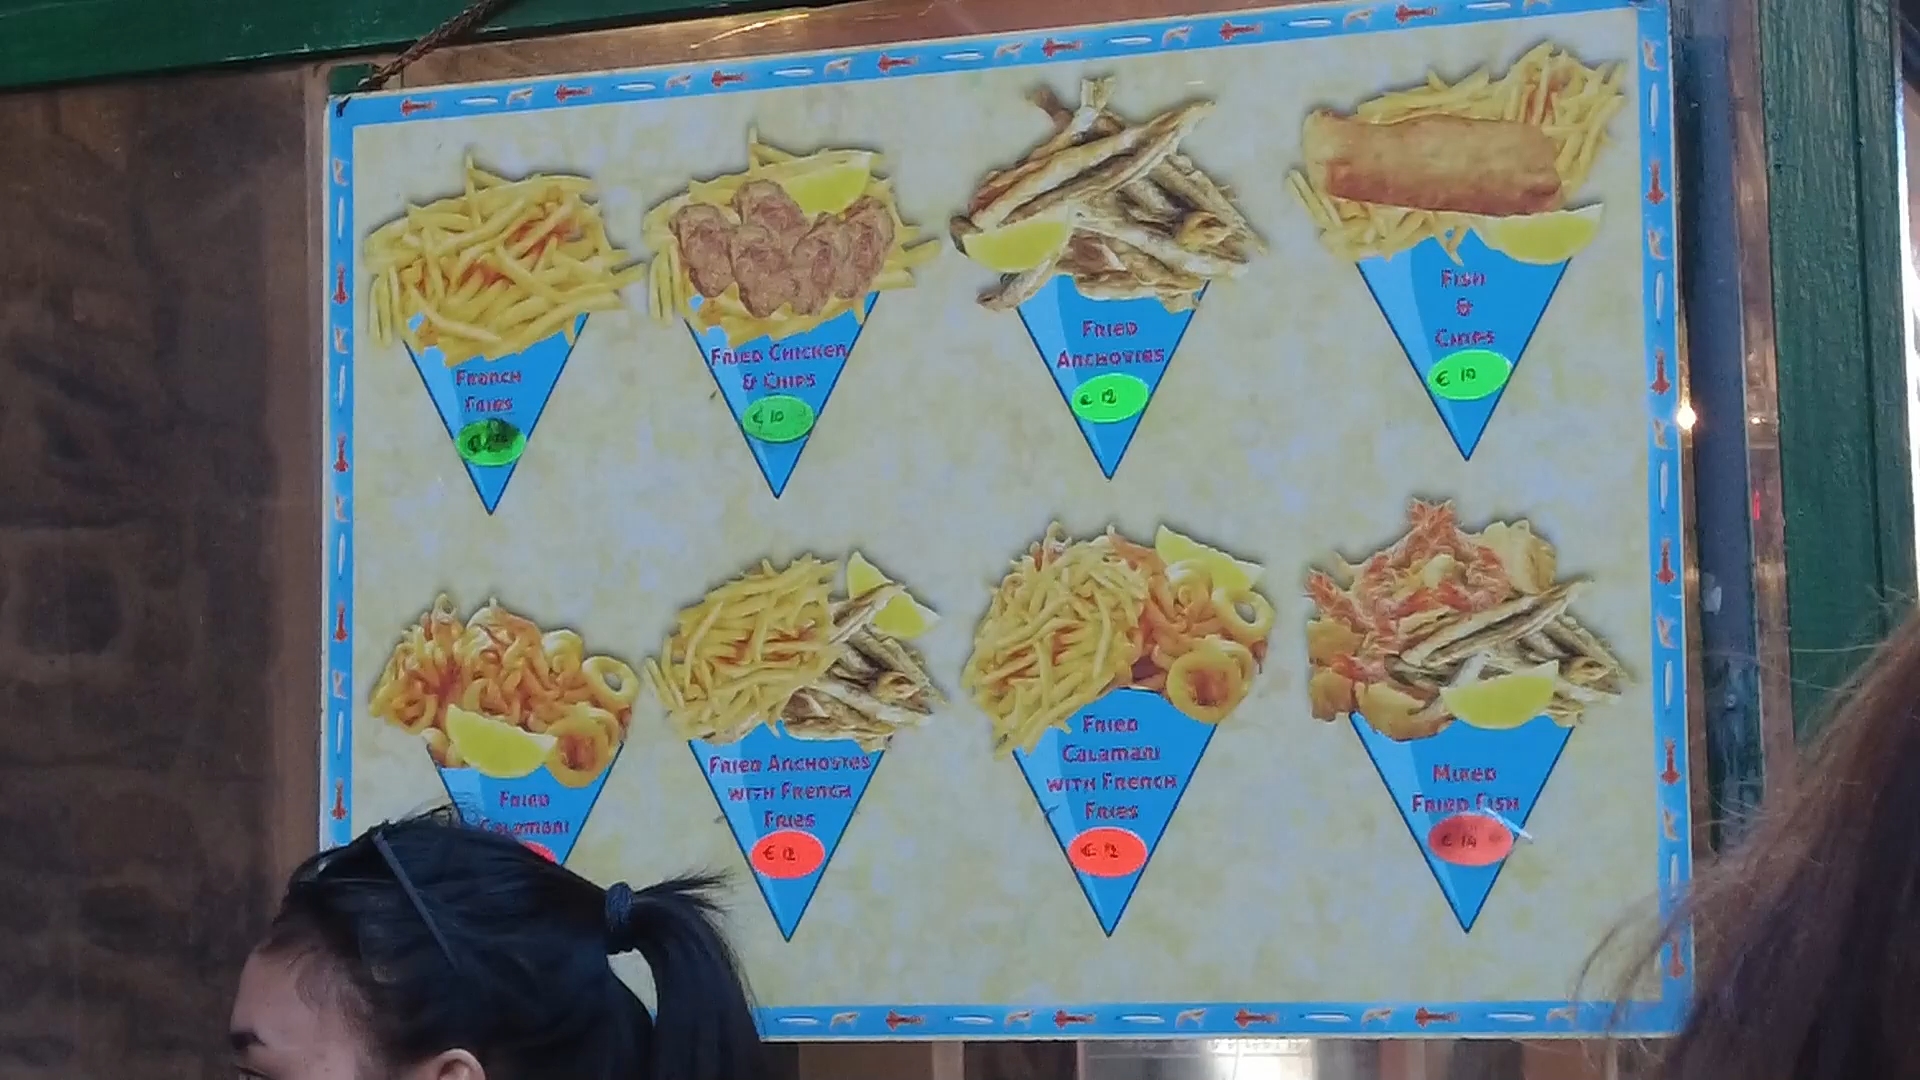 French
Fries
Fried Chicken
& Chips
€ 10
Fried
Anchovies
€ 12
Fish
&
Chips
€ 10
Fried
Calamari
Fried Anchovies
with French
Fries
€ 12
Fried
Calamari
with French
Fries
€ 12
Mixed
Fried Fish
€ 14